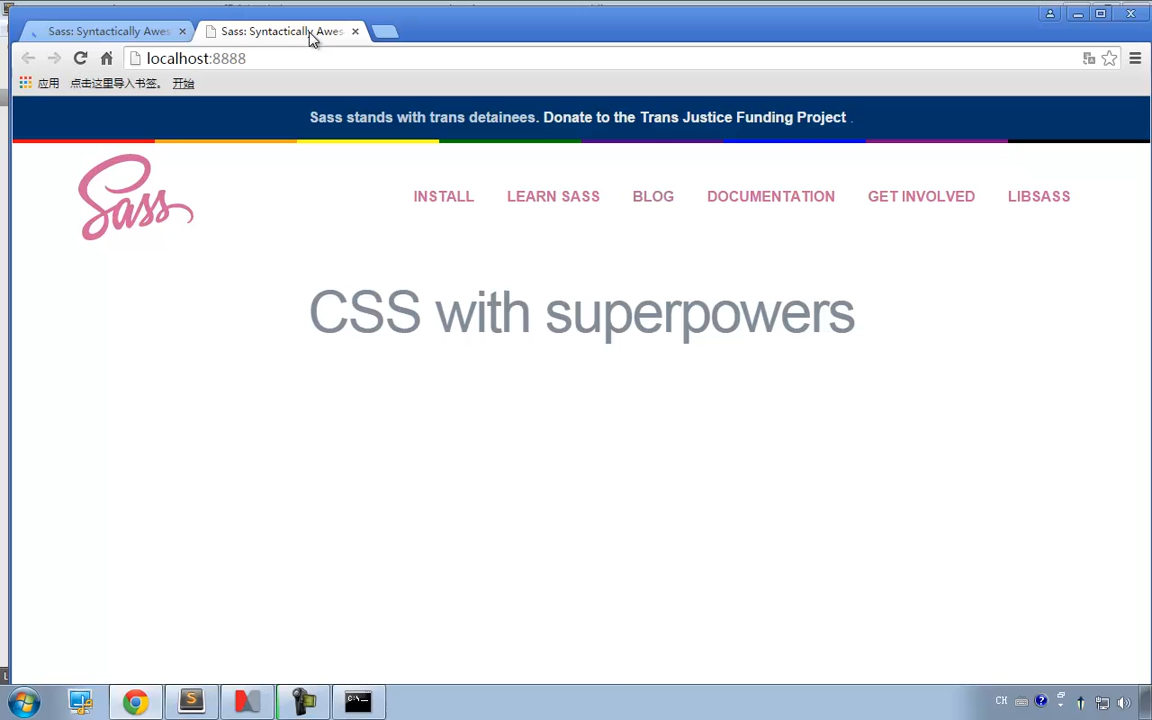 Sass: Syntactically Awes
Sass: Syntactically Awes
localhost:8888
应用 点击这里导入书签。 开始
Sass stands with trans detainees. Donate to the Trans Justice Funding Project .
Sass
INSTALL LEARN SASS BLOG DOCUMENTATION GET INVOLVED LIBSASS
CSS with superpowers
CH